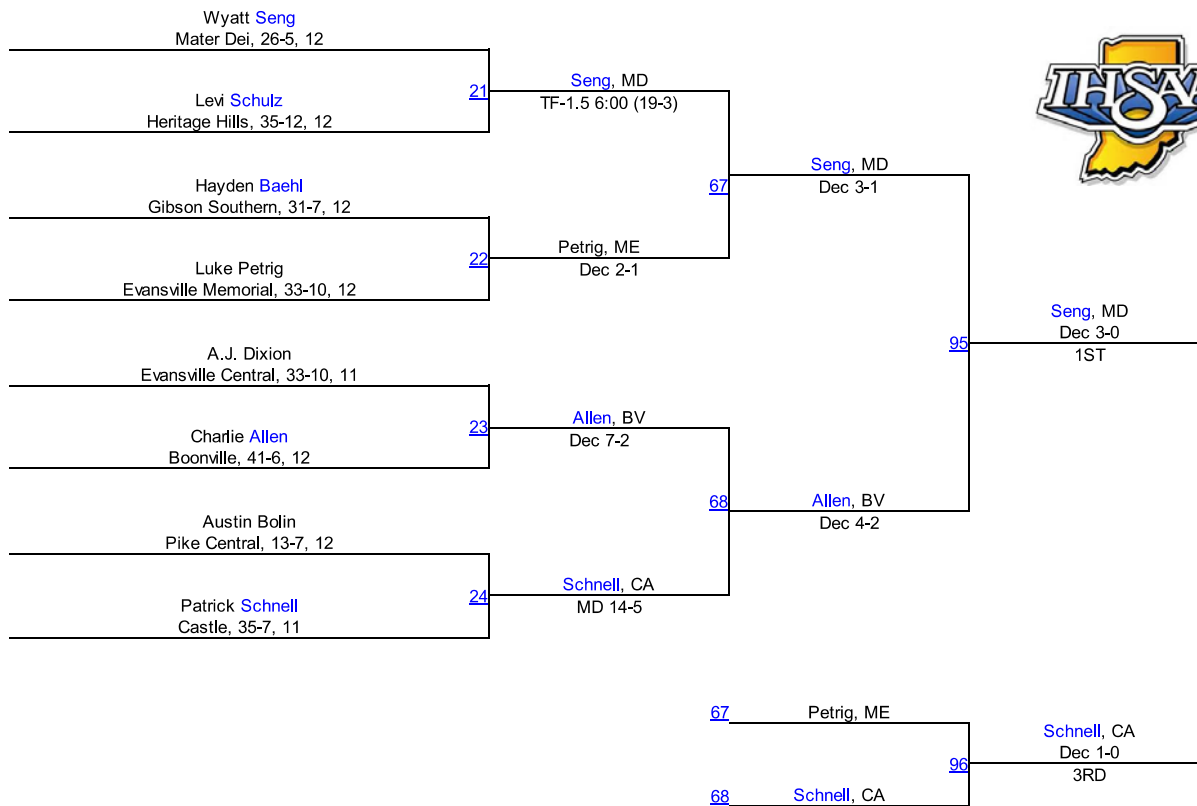 Wyatt Seng
Mater Dei, 26-5, 12
21
Seng, MD
TF-1.5 6:00 (19-3)
Levi Schulz
Heritage Hills, 35-12, 12
67
Seng, MD
Dec 3-1
Hayden Baehl
Gibson Southern, 31-7, 12
22
Petrig, ME
Dec 2-1
Luke Petrig
Evansville Memorial, 33-10, 12
95
Seng, MD
Dec 3-0
1ST
A.J. Dixion
Evansville Central, 33-10, 11
23
Allen, BV
Dec 7-2
Charlie Allen
Boonville, 41-6, 12
68
Allen, BV
Dec 4-2
Austin Bolin
Pike Central, 13-7, 12
24
Schnell, CA
MD 14-5
Patrick Schnell
Castle, 35-7, 11
67
Petrig, ME
96
Schnell, CA
Dec 1-0
3RD
68
Schnell, CA
IHSAA